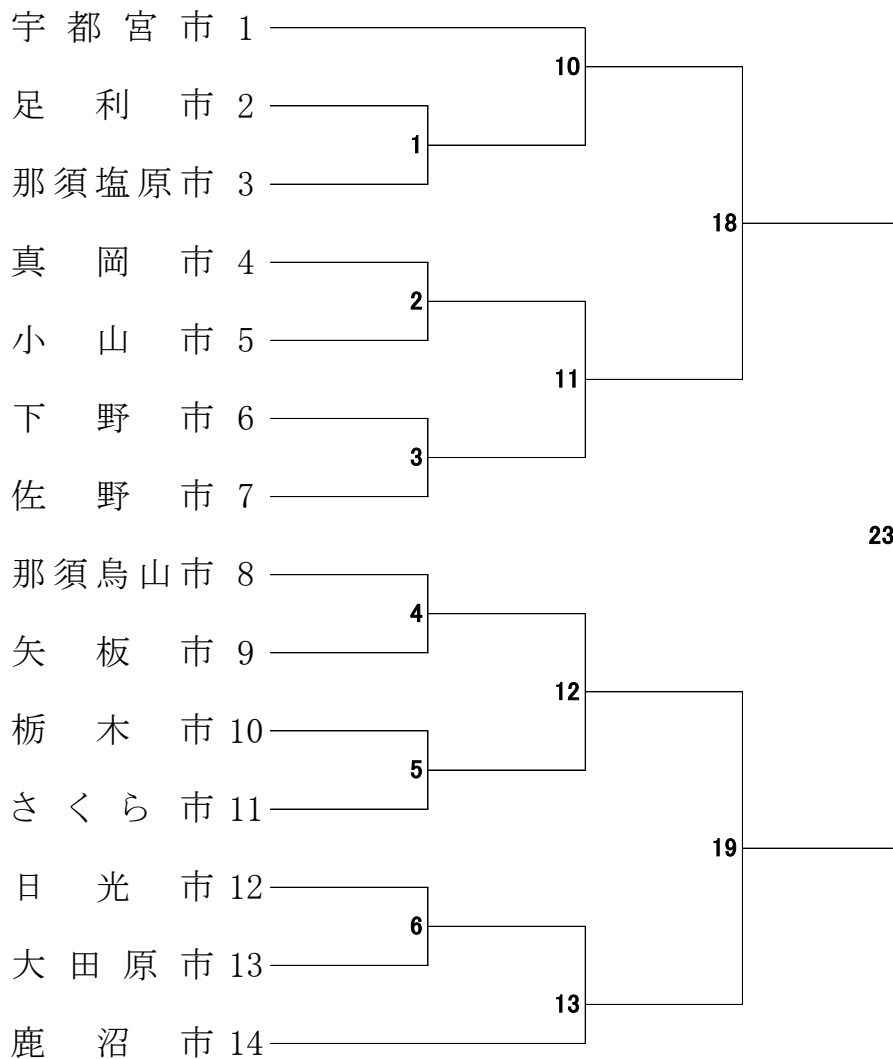 宇都宮市 1
10
足利市 2
1
那須塩原市 3
18
真岡市 4
2
小山市 5
11
下野市 6
3
佐野市 7
23
那須烏山市 8
4
矢板市 9
12
栃木市 10
5
さくら市 11
19
日光市 12
6
大田原市 13
13
鹿沼市 14